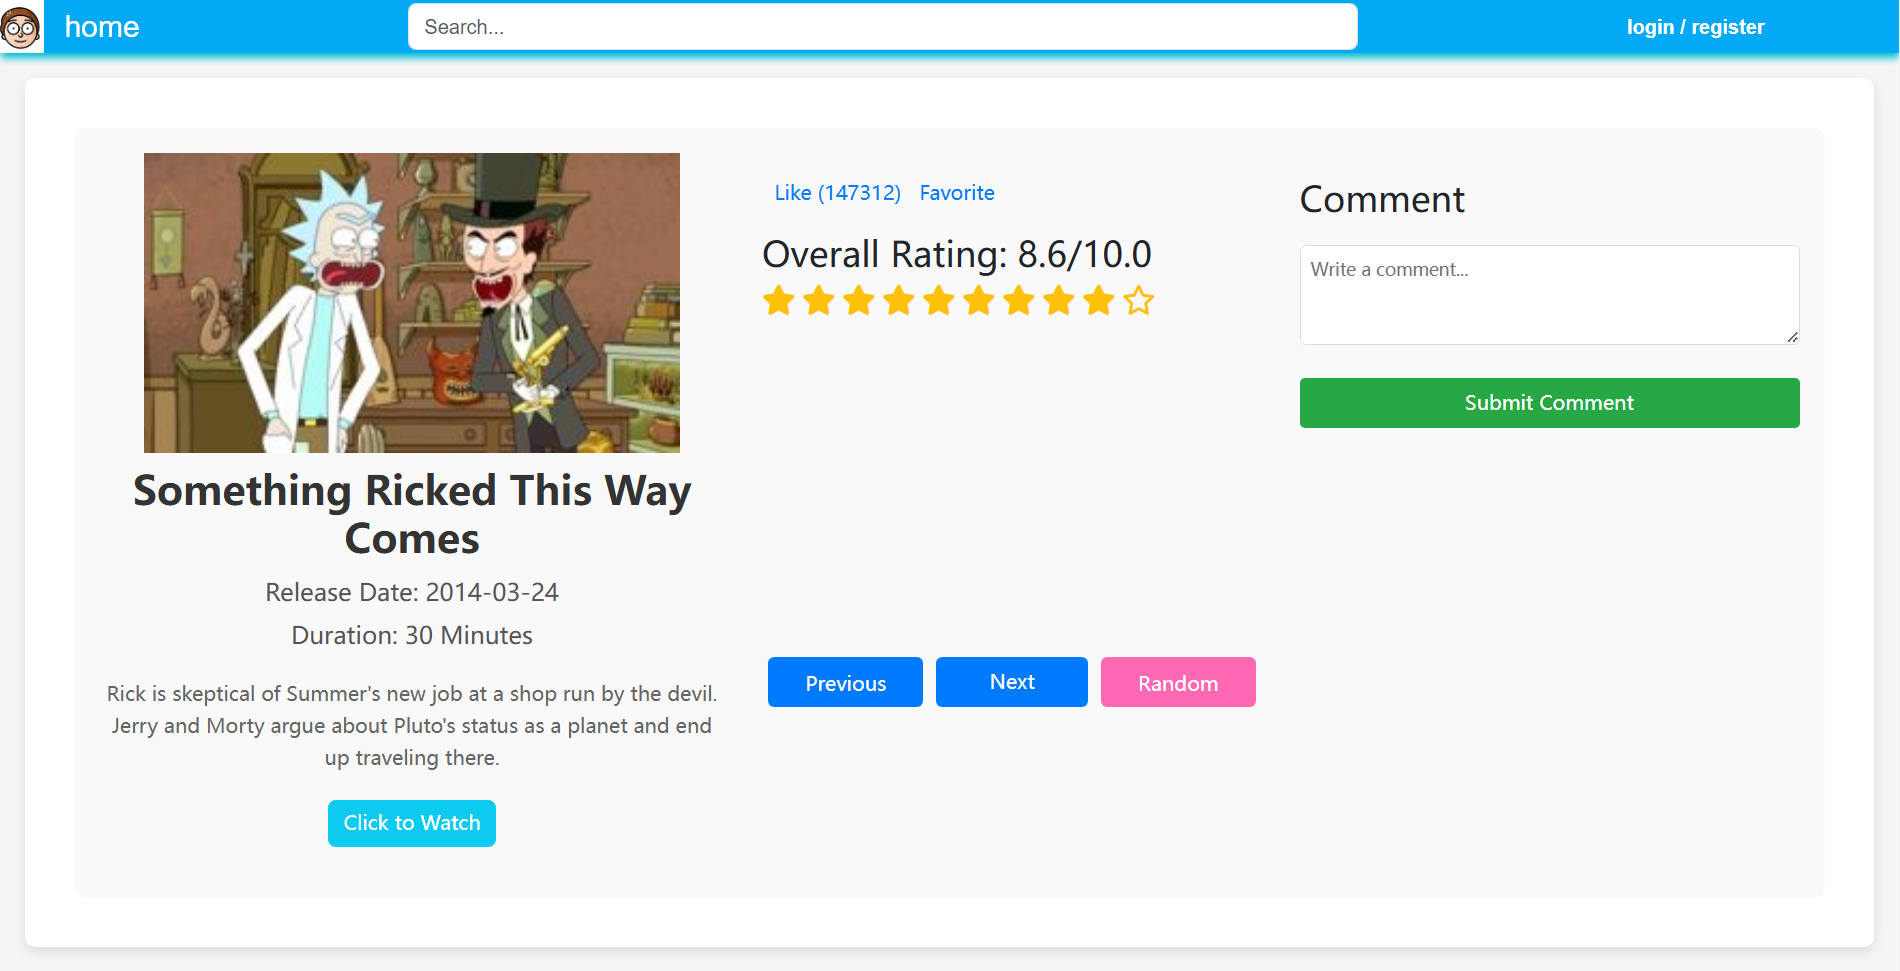 home
Search...
login / register
Something Ricked This Way
Comes
Release Date: 2014-03-24
Duration: 30 Minutes
Rick is skeptical of Summer's new job at a shop run by the devil.
Jerry and Morty argue about Pluto's status as a planet and end
up traveling there.
Click to Watch
Like (147312) Favorite
Overall Rating: 8.6/10.0
Previous
Next
Random
Comment
Write a comment...
Submit Comment